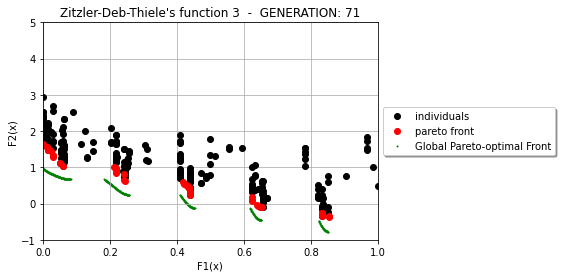 Zitzler-Deb-Thiele's function 3 - GENERATION: 71
5
4
3
2
1
0
-1
F2(x)
0.0 0.2 0.4 0.6 0.8 1.0
F1(x)
individuals
pareto front
Global Pareto-optimal Front